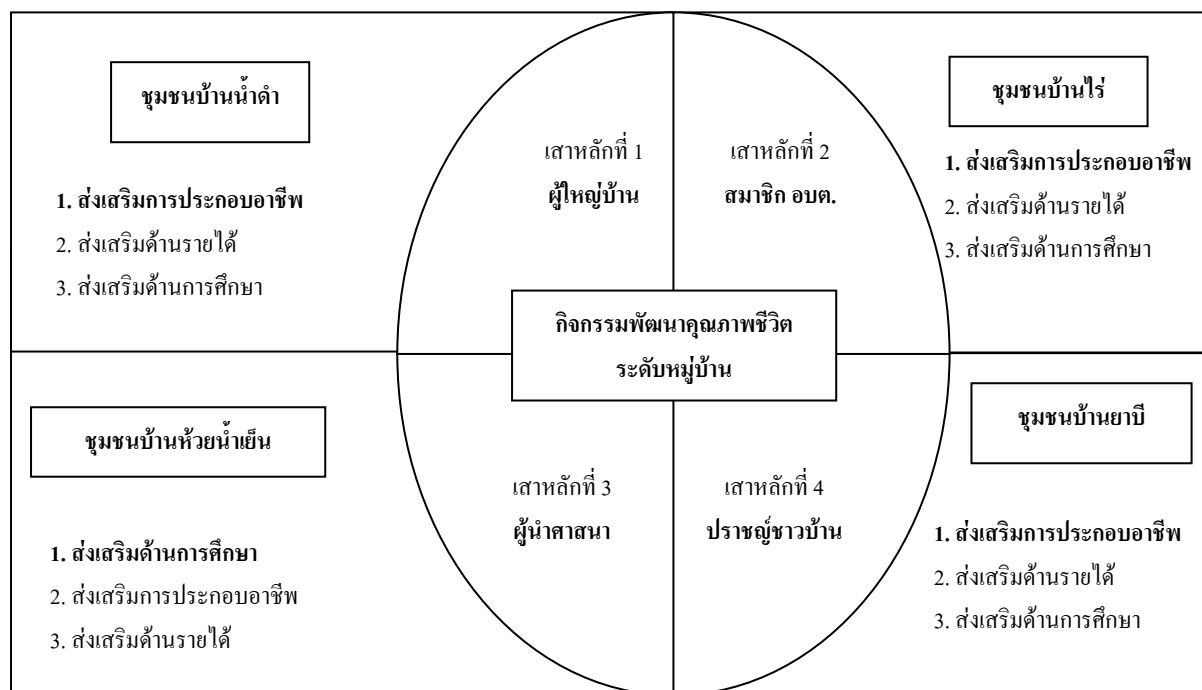 ชุมชนบ้านน้ำดำ
1. ส่งเสริมการประกอบอาชีพ
2. ส่งเสริมด้านรายได้
3. ส่งเสริมด้านการศึกษา
เสาหลักที่ 1
ผู้ใหญ่บ้าน
เสาหลักที่ 2
สมาชิก อบต.
ชุมชนบ้านไร่
1. ส่งเสริมการประกอบอาชีพ
2. ส่งเสริมด้านรายได้
3. ส่งเสริมด้านการศึกษา
กิจกรรมพัฒนาคุณภาพชีวิต
ระดับหมู่บ้าน
ชุมชนบ้านห้วยน้ำเย็น
1. ส่งเสริมด้านการศึกษา
2. ส่งเสริมการประกอบอาชีพ
3. ส่งเสริมด้านรายได้
เสาหลักที่ 3
ผู้นำศาสนา
เสาหลักที่ 4
ปราชญ์ชาวบ้าน
ชุมชนบ้านยาบี
1. ส่งเสริมการประกอบอาชีพ
2. ส่งเสริมด้านรายได้
3. ส่งเสริมด้านการศึกษา